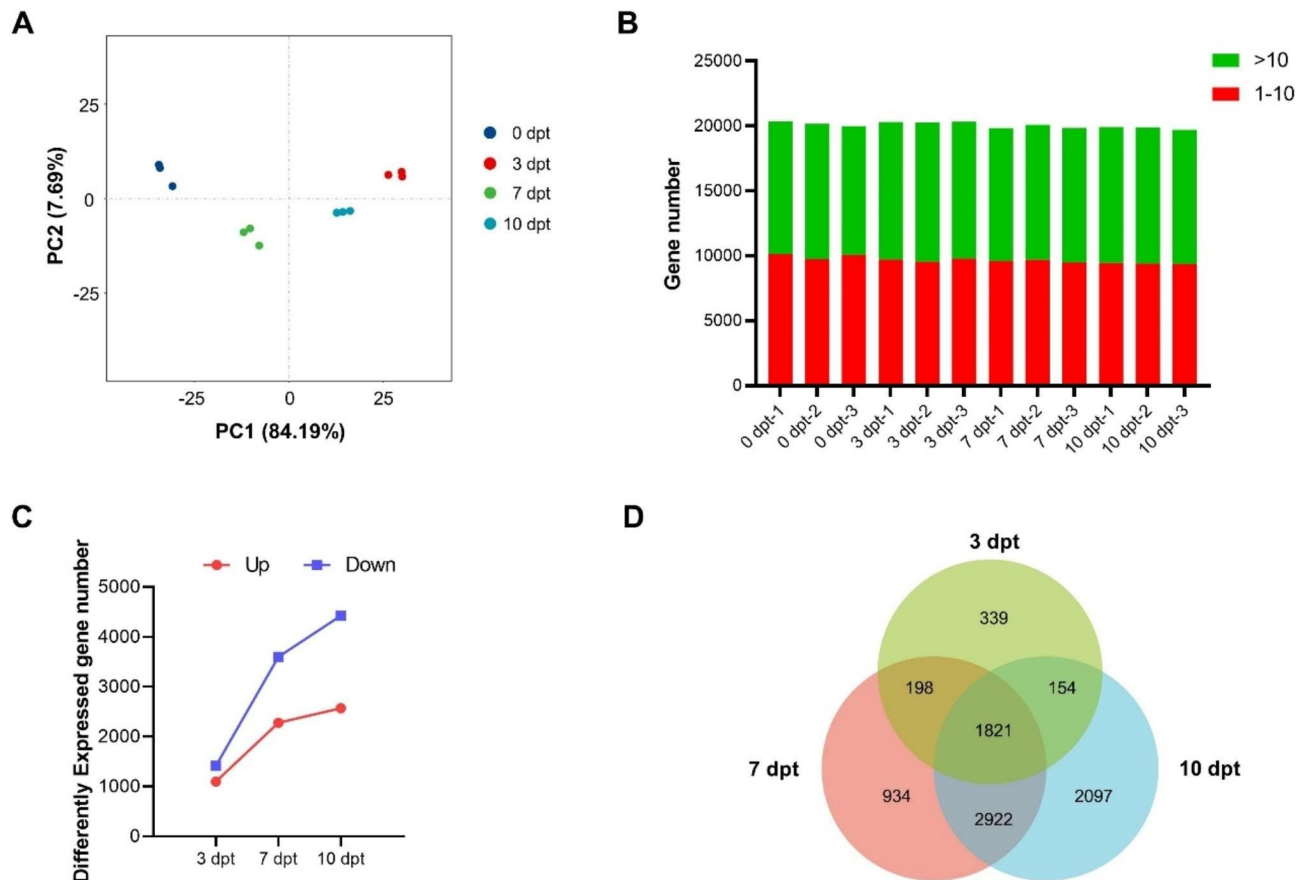 A
PC2 (7.69%)
25
0
-25
-25
0
25
PC1 (84.19%)
0 dpt
3 dpt
7 dpt
10 dpt
B
Gene number
25000
20000
15000
10000
5000
0
0 dpt-1
0 dpt-2
0 dpt-3
3 dpt-1
3 dpt-2
3 dpt-3
7 dpt-1
7 dpt-2
7 dpt-3
10 dpt-1
10 dpt-2
10 dpt-3
>10
1-10
C
Differently Expressed gene number
Up
Down
5000
4000
3000
2000
1000
0
3 dpt
7 dpt
10 dpt
D
3 dpt
339
198
154
1821
7 dpt
10 dpt
934
2097
2922